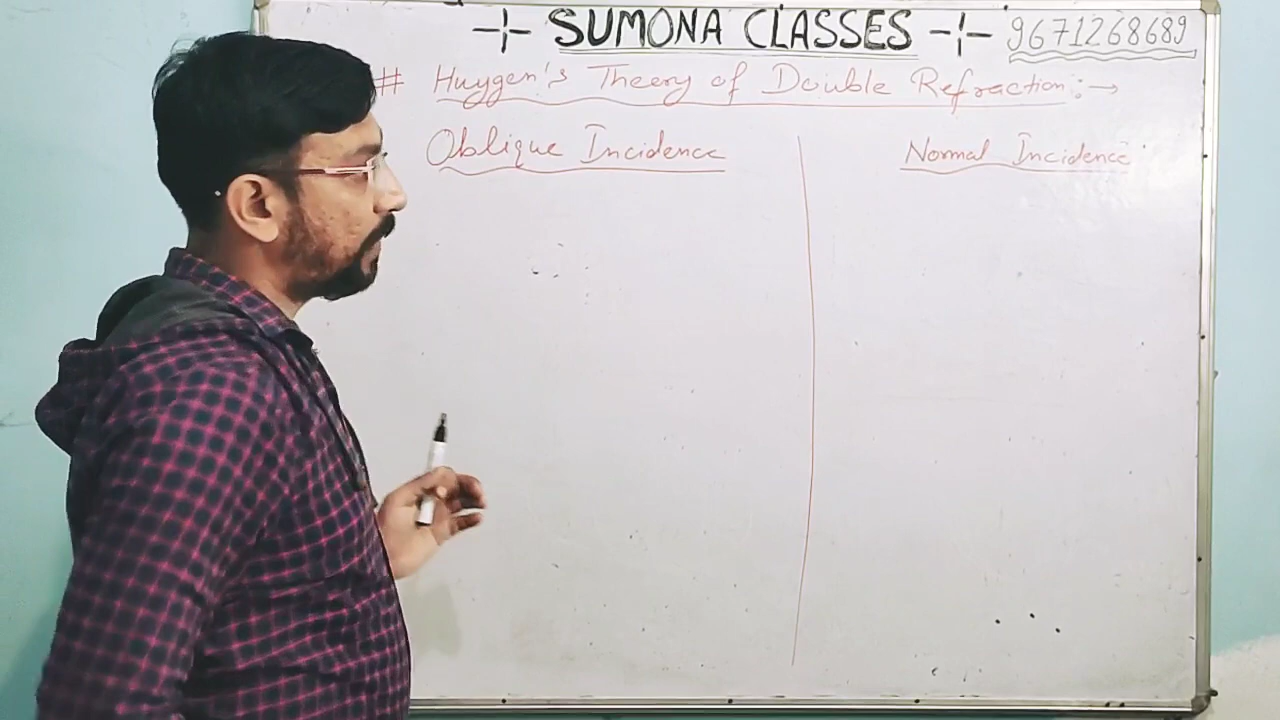 -|- SUMONA CLASSES -|- 9671268689
# Huygen's Theory of Double Refraction :→
Oblique Incidence
Normal Incidence